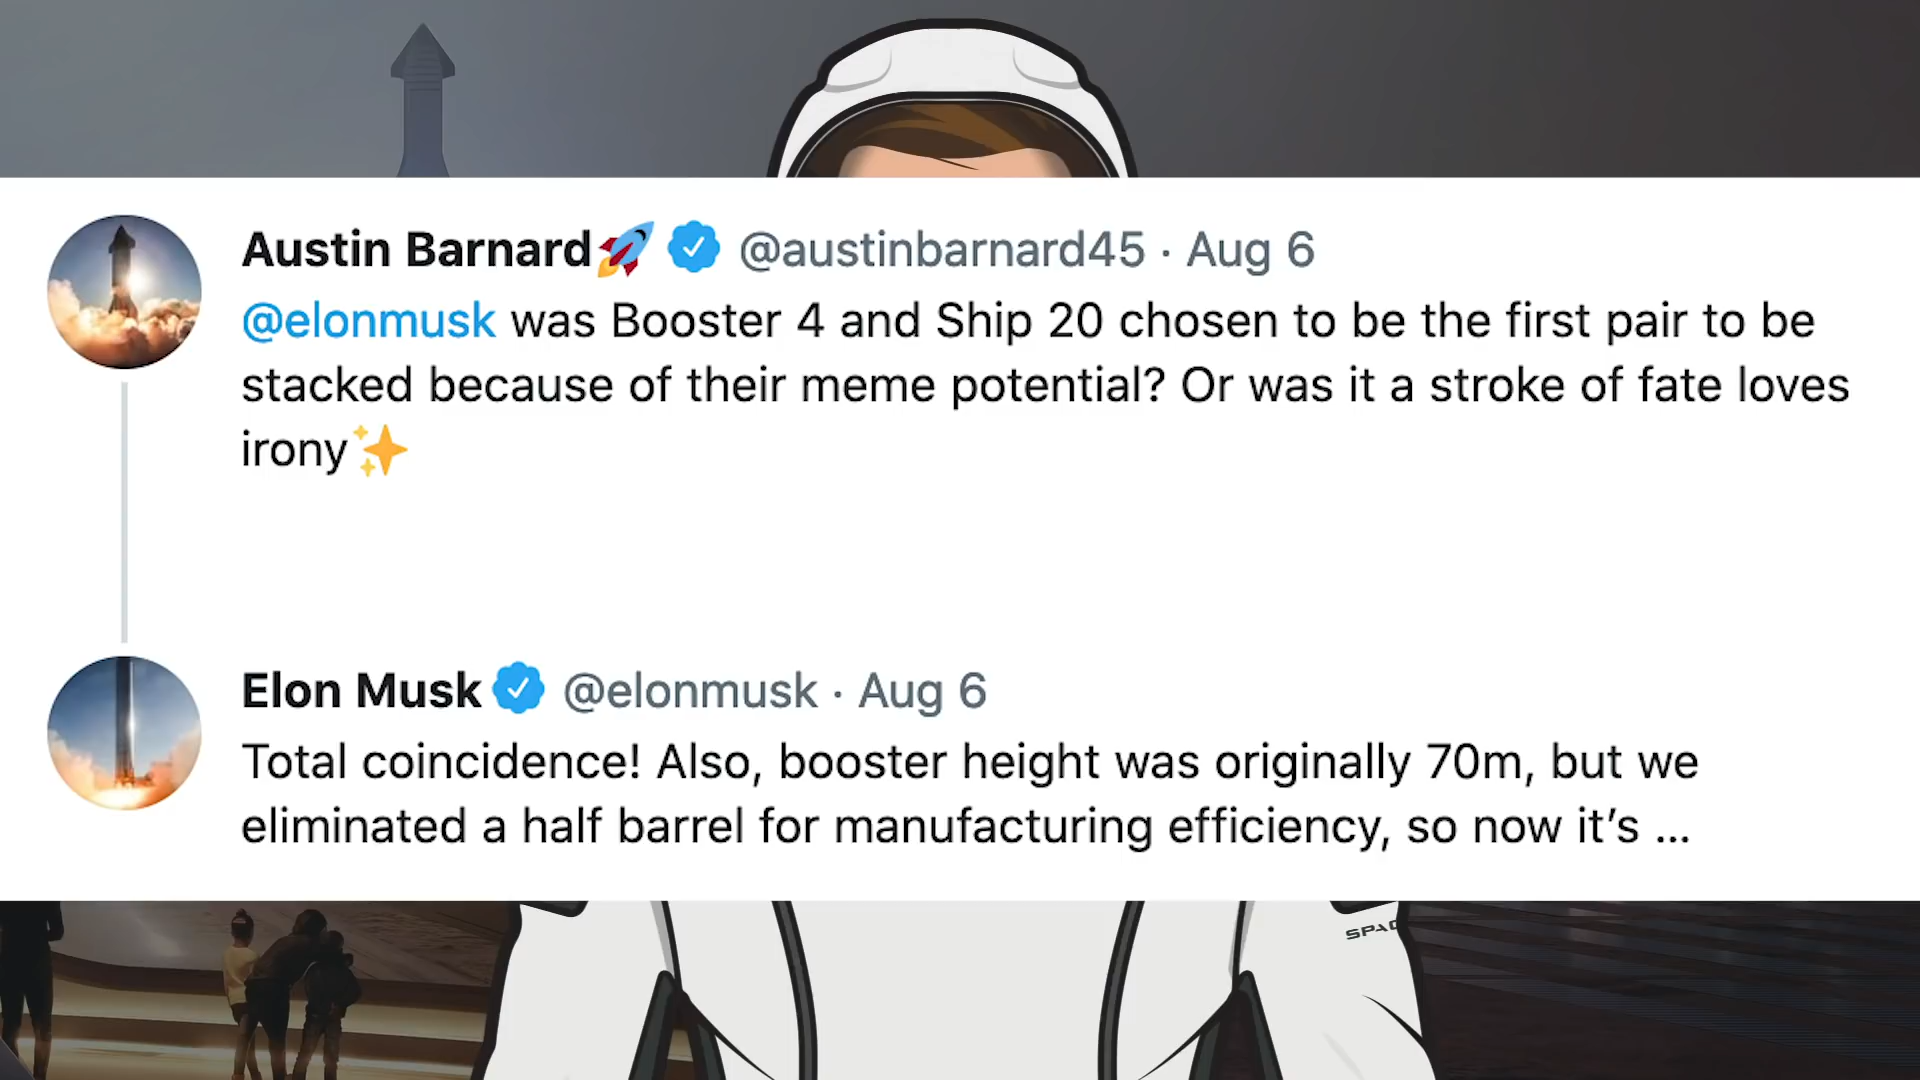 Austin Barnard🚀 @austinbarnard45 · Aug 6
@elonmusk was Booster 4 and Ship 20 chosen to be the first pair to be
stacked because of their meme potential? Or was it a stroke of fate loves
irony✨
Elon Musk @elonmusk · Aug 6
Total coincidence! Also, booster height was originally 70m, but we
eliminated a half barrel for manufacturing efficiency, so now it’s ...
SPAC